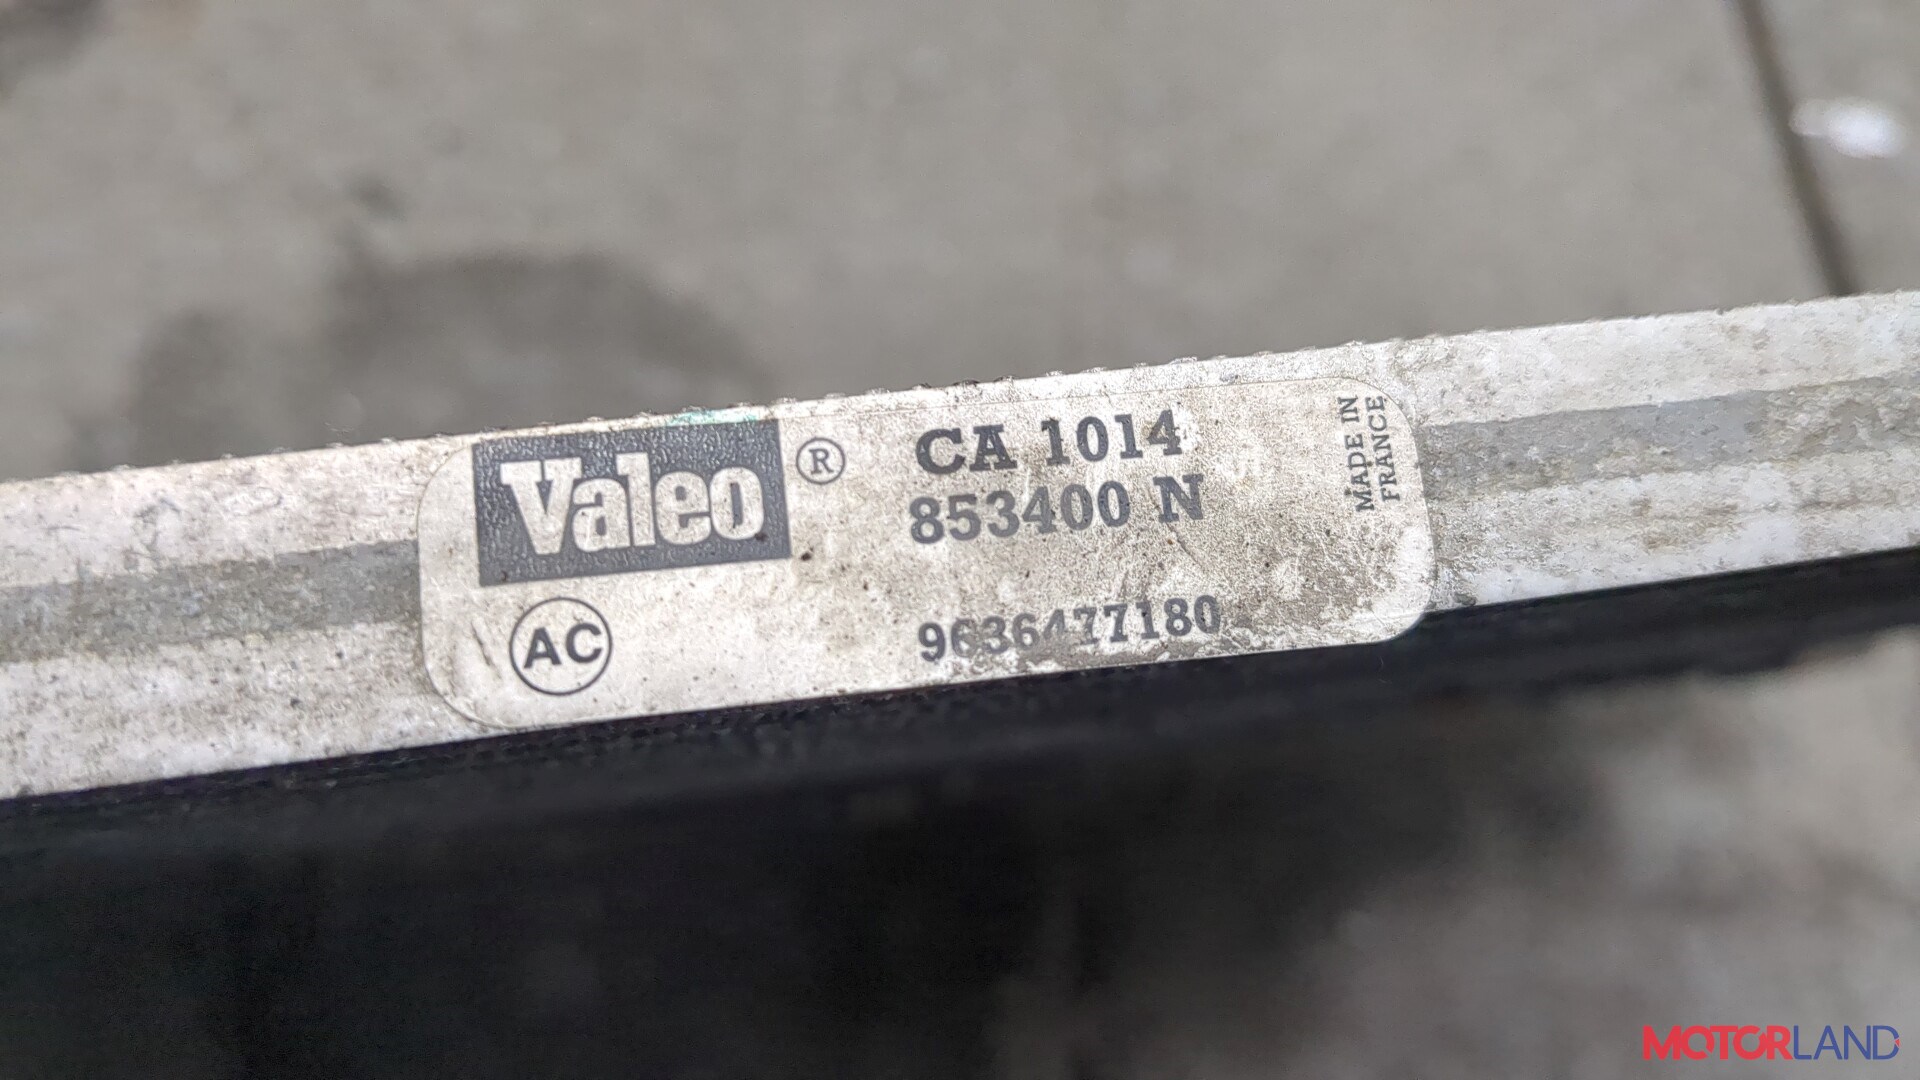 Valeo ®
CA 1014
853400 N
MADE IN
FRANCE
AC
9636477180
MOTORLAND